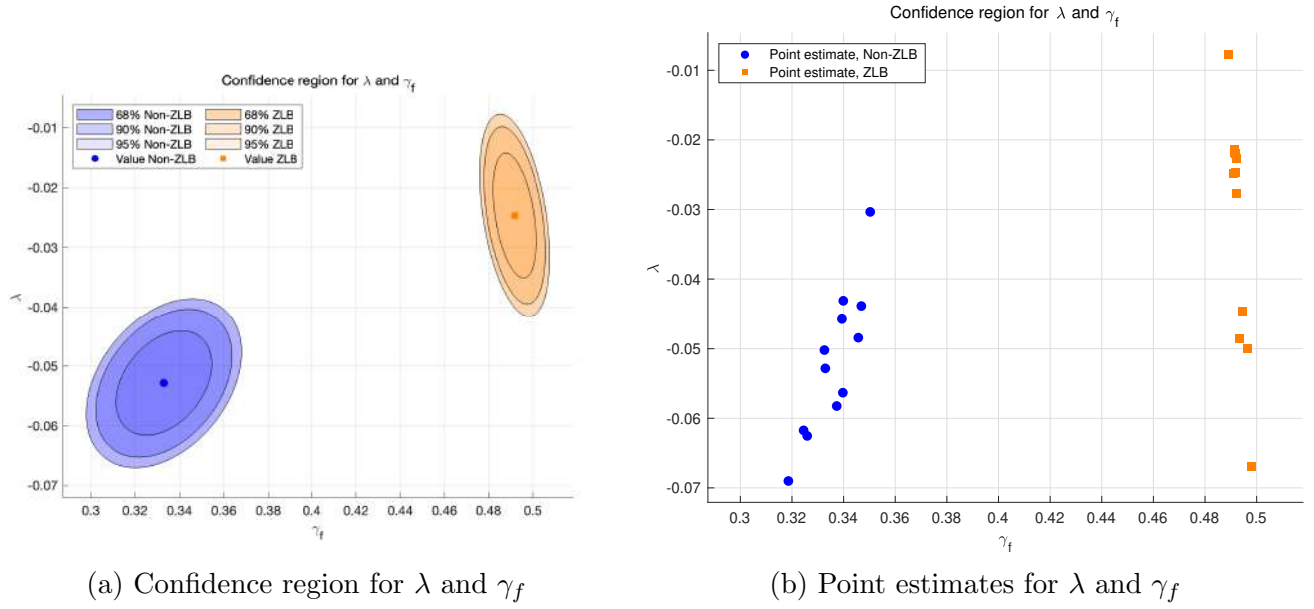 Confidence region for λ and γf
68% Non-ZLB 68% ZLB
90% Non-ZLB 90% ZLB
95% Non-ZLB 95% ZLB
Value Non-ZLB Value ZLB
-0.01
-0.02
-0.03
-0.04
-0.05
-0.06
-0.07
λ
0.3 0.32 0.34 0.36 0.38 0.4 0.42 0.44 0.46 0.48 0.5
γf
(a) Confidence region for λ and γf
Confidence region for λ and γf
Point estimate, Non-ZLB
Point estimate, ZLB
-0.01
-0.02
-0.03
-0.04
-0.05
-0.06
-0.07
λ
0.3 0.32 0.34 0.36 0.38 0.4 0.42 0.44 0.46 0.48 0.5
γf
(b) Point estimates for λ and γf